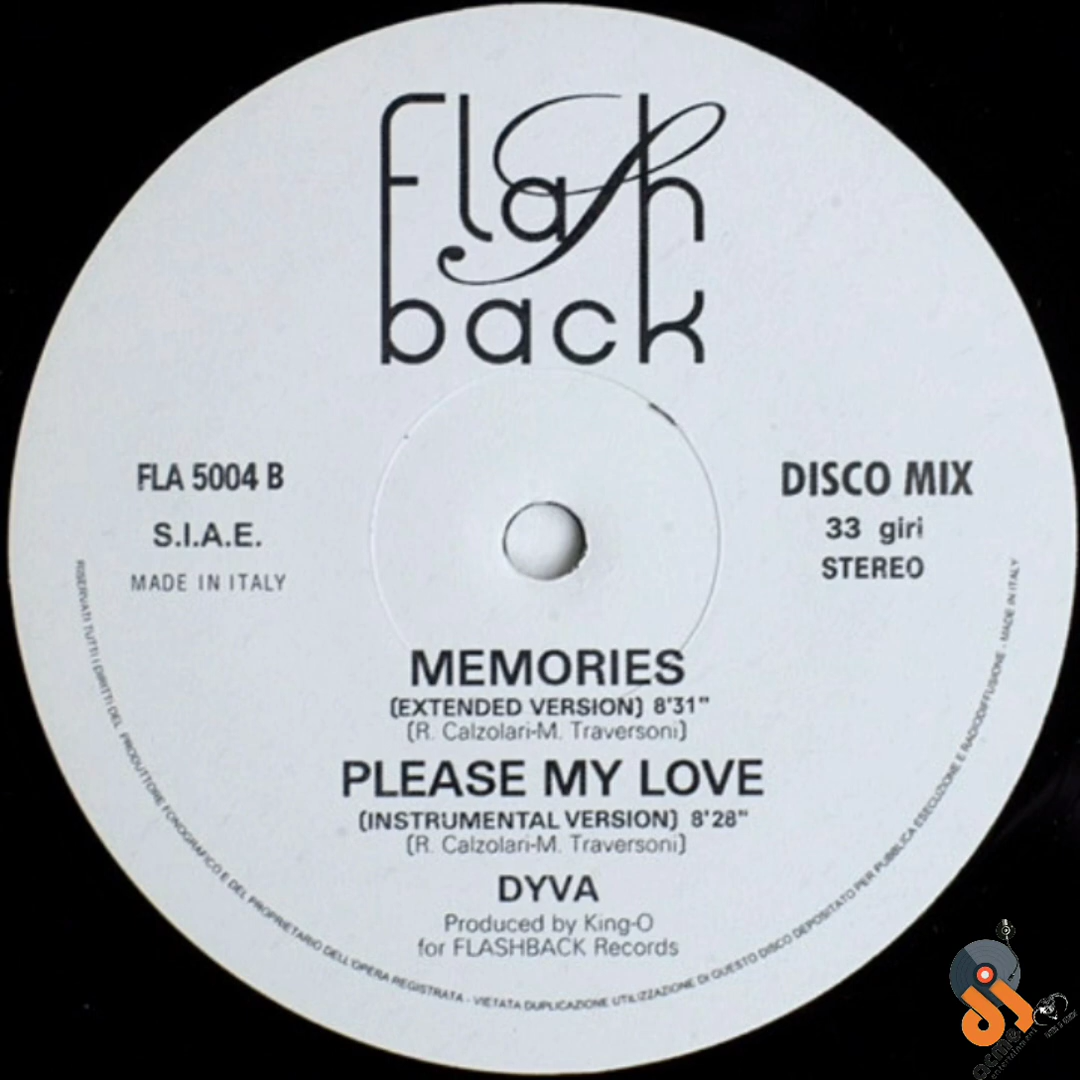 flash
back
FLA 5004 B
S.I.A.E.
MADE IN ITALY
DISCO MIX
33 giri
STEREO
MEMORIES
(EXTENDED VERSION) 8'31"
(R. Calzolari-M. Traversoni)
PLEASE MY LOVE
(INSTRUMENTAL VERSION) 8'28"
(R. Calzolari-M. Traversoni)
DYVA
Produced by King-O
for FLASHBACK Records
RISERVATI TUTTI I DIRITTI DEL PRODUTTORE FONOGRAFICO E DEL PROPRIETARIO DELL'OPERA REGISTRATA - VIETATA DUPLICAZIONE UTILIZZAZIONE DI QUESTO DISCO DEPOSITATO PER PUBBLICA ESECUZIONE E RADIODIFFUSIONE - MADE IN ITALY